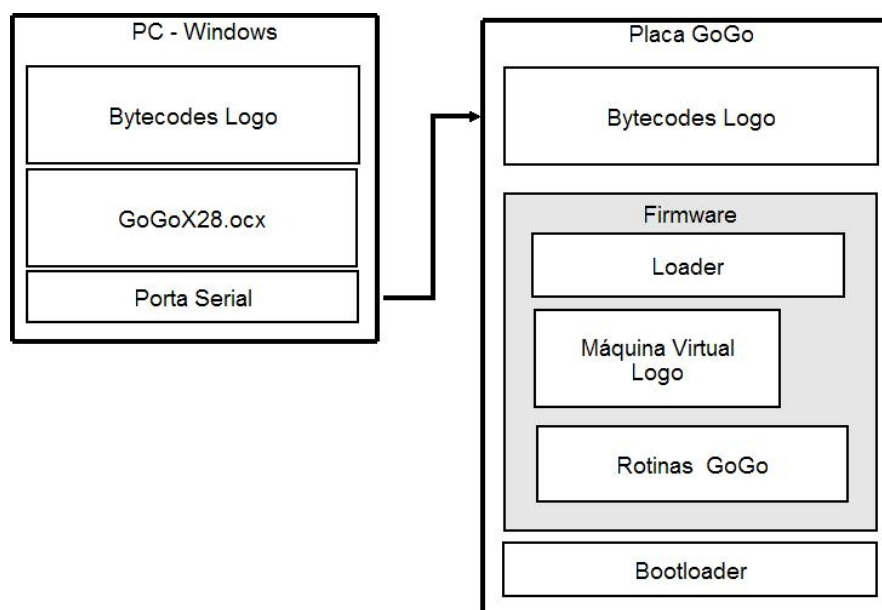 PC - Windows
Bytecodes Logo
GoGoX28.ocx
Porta Serial
Placa GoGo
Bytecodes Logo
Firmware
Loader
Máquina Virtual
Logo
Rotinas GoGo
Bootloader